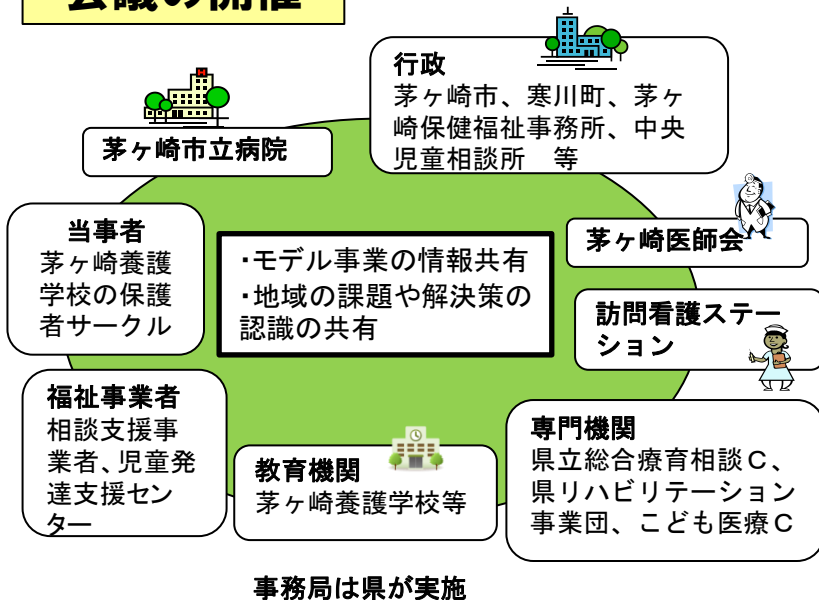 会議の開催
行政
茅ヶ崎市、寒川町、茅ヶ
崎保健福祉事務所、中央
児童相談所　等
茅ヶ崎市立病院
当事者
茅ヶ崎養護
学校の保護
者サークル
・モデル事業の情報共有
・地域の課題や解決策の
認識の共有
茅ヶ崎医師会
訪問看護ステー
ション
福祉事業者
相談支援事
業者、児童発
達支援セン
ター
教育機関
茅ヶ崎養護学校等
専門機関
県立総合療育相談C、
県リハビリテーション
事業団、こども医療C
事務局は県が実施